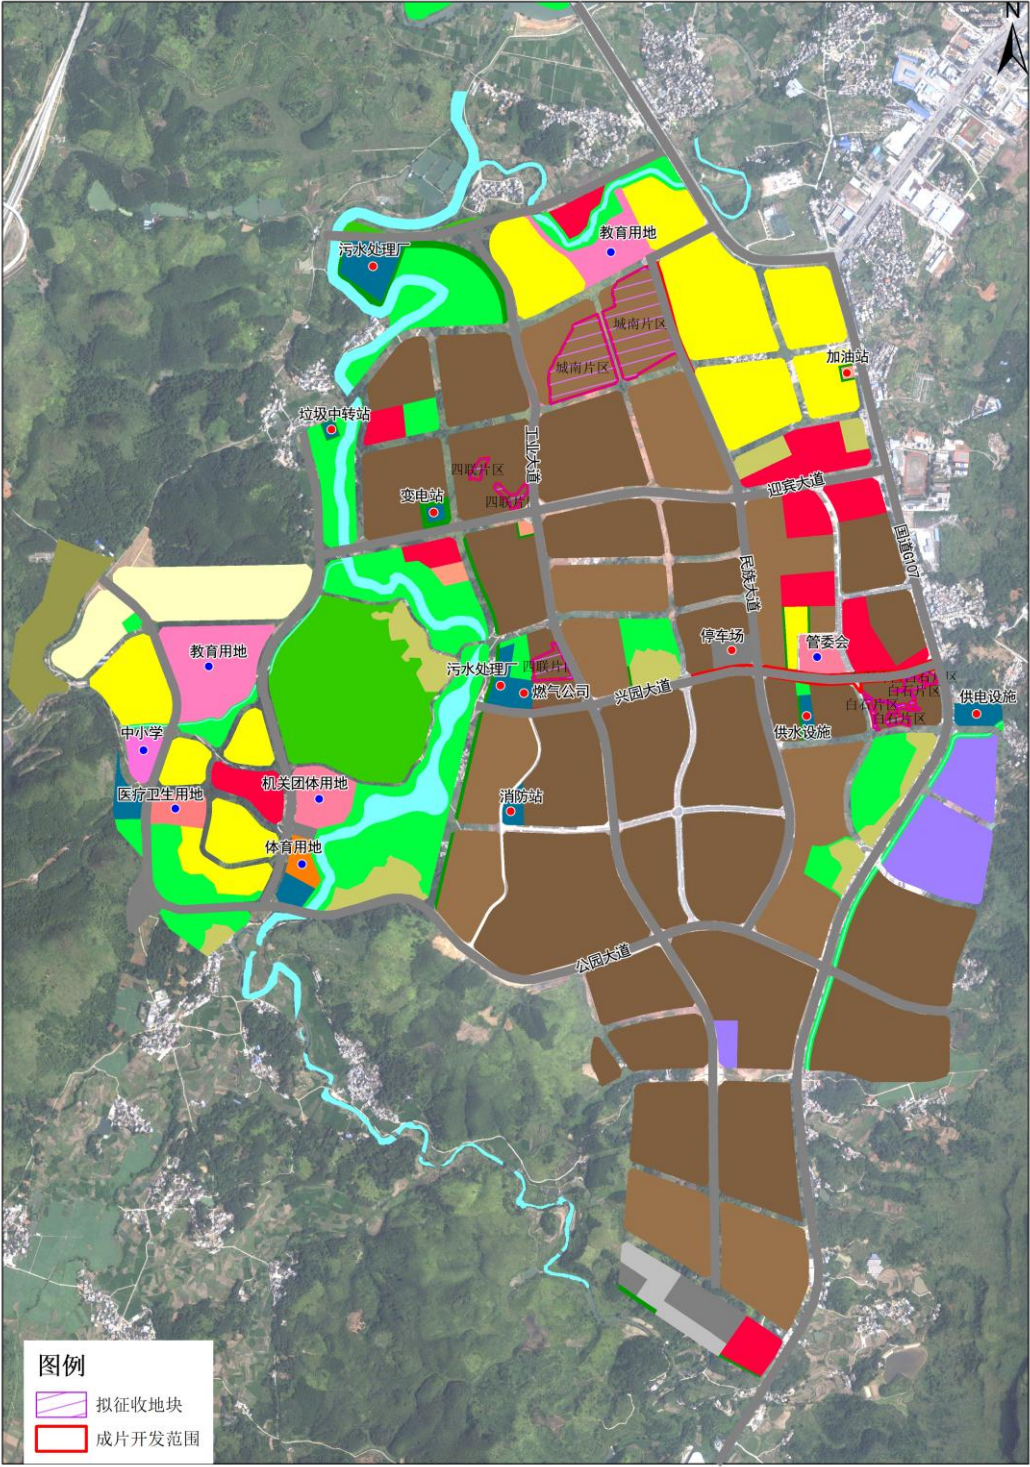 N
教育用地
污水处理厂
城南片区
城南片区
加油站
垃圾中转站
工业大道
四联片区
迎宾大道
变电站
四联片
国道G107
民族大道
停车场
管委会
教育用地
污水处理厂
四联片
燃气公司
兴园大道
白石片区
白石片区
白石片区
白石片区
供电设施
供水设施
中小学
机关团体用地
医疗卫生用地
消防站
体育用地
公园大道
图例
拟征收地块
成片开发范围